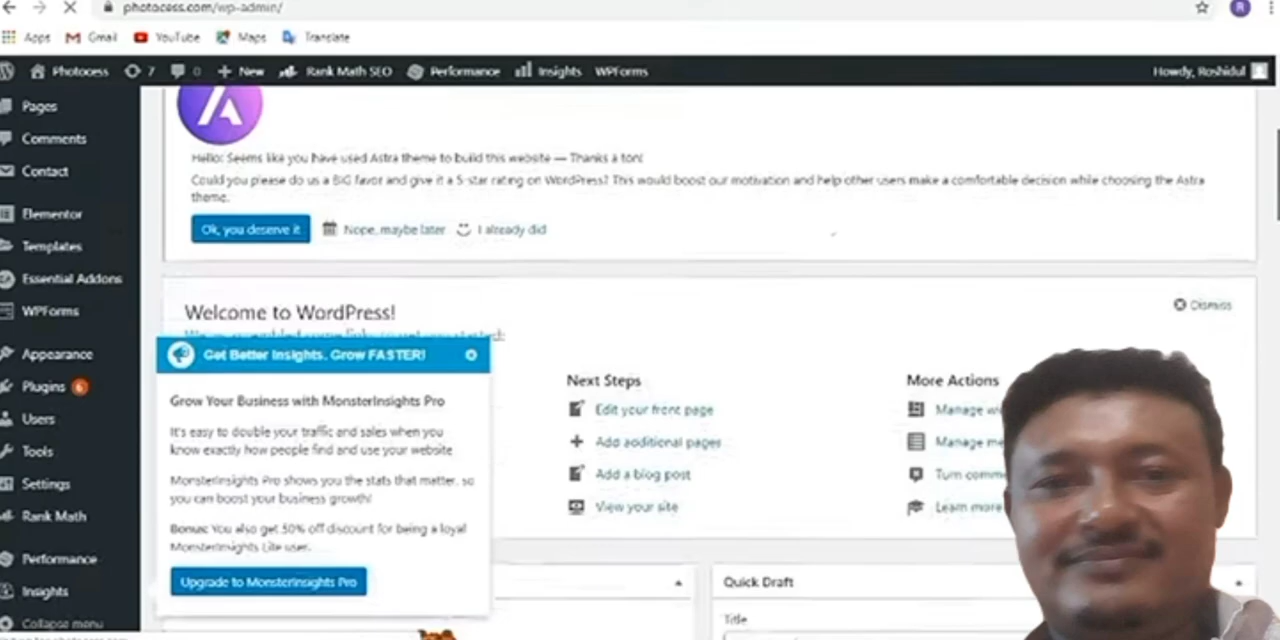 photocess.com/wp-admin/
R
Apps Gmail YouTube Maps Translate
Photocess 7 0 New Rank Math SEO Performance Insights WPForms Howdy, Roshidul
Pages
Comments
Contact
Elementor
Templates
Essential Addons
WPForms
Appearance
Plugins 6
Users
Tools
Settings
Rank Math
Performance
Insights
Collapse menu
Hello! Seems like you have used Astra theme to build this website — Thanks a ton!
Could you please do us a BIG favor and give it a 5-star rating on WordPress? This would boost our motivation and help other users make a comfortable decision while choosing the Astra
theme.
Ok, you deserve it Nope, maybe later I already did
Welcome to WordPress!
Dismiss
Get Better Insights. Grow FASTER!
Grow Your Business with MonsterInsights Pro
It's easy to double your traffic and sales when you
know exactly how people find and use your website
MonsterInsights Pro shows you the stats that matter, so
you can boost your business growth!
Bonus: You also get 50% off discount for being a loyal
MonsterInsights Lite user.
Upgrade to MonsterInsights Pro
Next Steps
Edit your front page
Add additional pages
Add a blog post
View your site
More Actions
Manage
Manage
Turn
Learn more
Quick Draft
Title